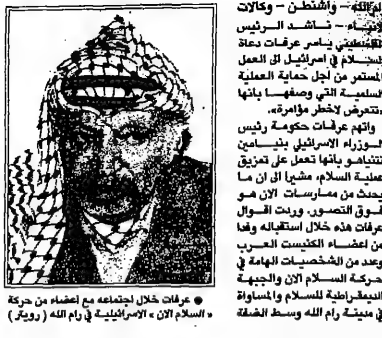 رام الله – واشنطن – وكالات
الانباء – ناشد الرئيس
الفلسطيني ياسر عرفات دعاة
السلام في اسرائيل الى العمل
المستمر من اجل حماية العملية
السلمية التي وصفها بانها
«تتعرض لاخطر مؤامرة».
واتهم عرفات حكومة رئيس
الوزراء الاسرائيلي بنيامين
نتنياهو بانها تعمل على تمزيق
عملية السلام، مشيرا الى ان ما
يحدث من ممارسات الان هو
فوق التصور، وردت اقوال
عرفات هذه خلال استقباله وفدا
من اعضاء الكنيست العرب
وعدد من الشخصيات الهامة في
حركة السلام الان والجبهة
الديمقراطية للسلام والمساواة
في مدينة رام الله وسط الضفة
● عرفات خلال اجتماعه مع اعضاء من حركة
« السلام الان » الاسرائيلية في رام الله ( رويتر )